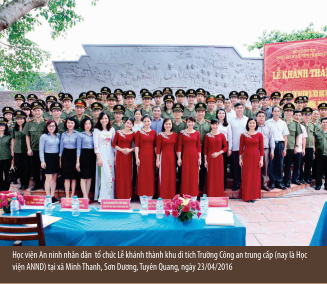 LỄ KHÁNH THÀNH
Học viện An ninh nhân dân tổ chức Lễ khánh thành khu di tích Trường Công an trung cấp (nay là Học
viện ANND) tại xã Minh Thanh, Sơn Dương, Tuyên Quang, ngày 23/04/2016